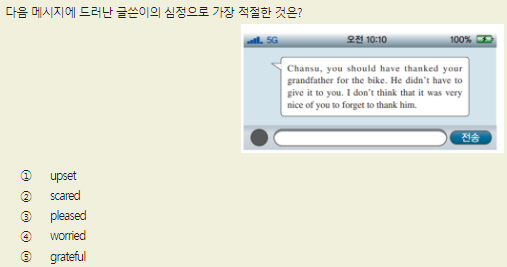 다음 메시지에 드러난 글쓴이의 심정으로 가장 적절한 것은?
5G 오전 10:10 100%
Chansu, you should have thanked your
grandfather for the bike. He didn't have to
give it to you. I don't think that it was very
nice of you to forget to thank him.
전송
① upset
② scared
③ pleased
④ worried
⑤ grateful